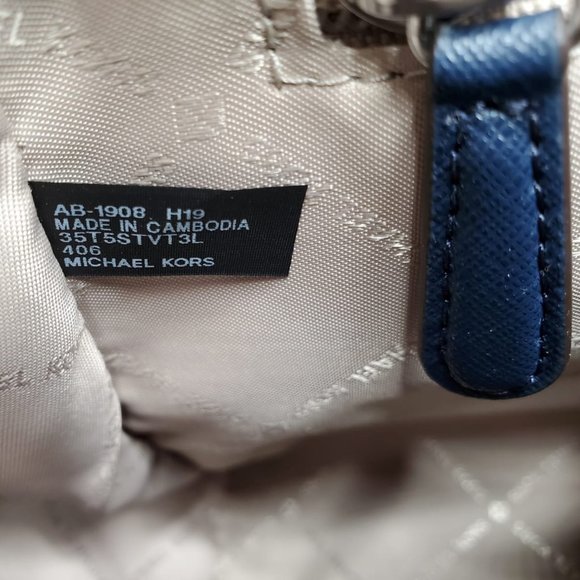 AB-1908 H19
MADE IN CAMBODIA
35T5STVT3L
406
MICHAEL KORS